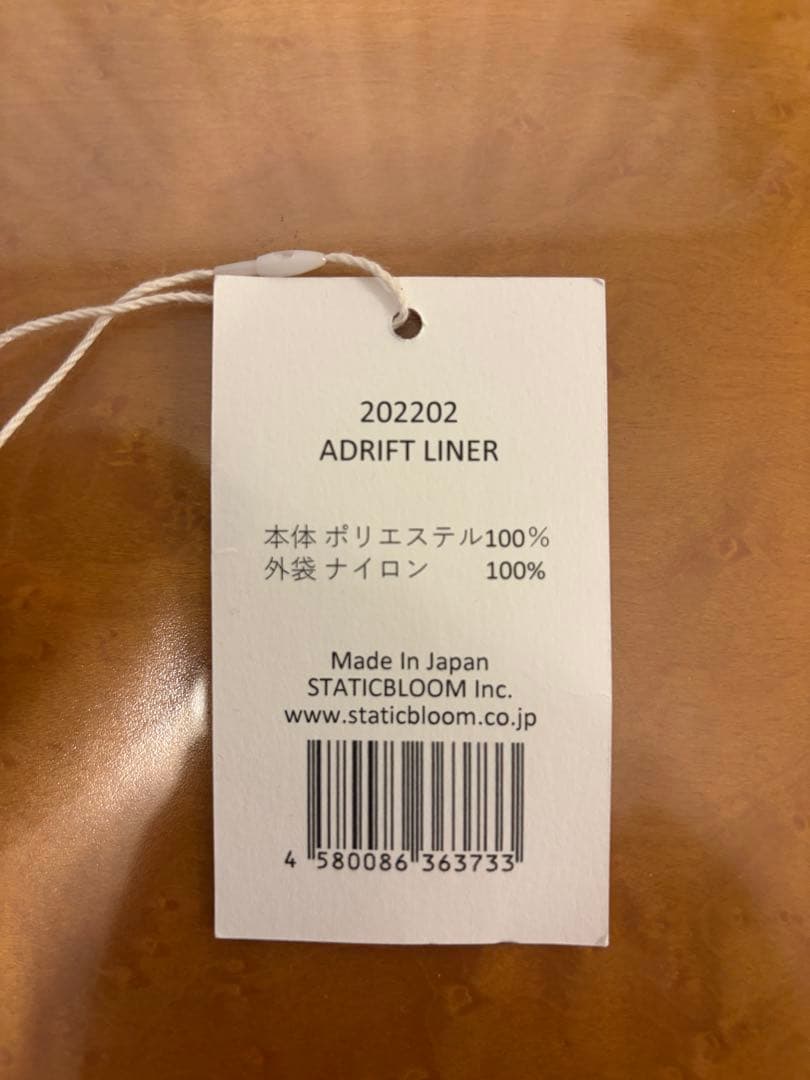 202202
ADRIFT LINER
本体 ポリエステル100%
外袋 ナイロン 100%
Made In Japan
STATICBLOOM Inc.
www.staticbloom.co.jp
4 580086 363733